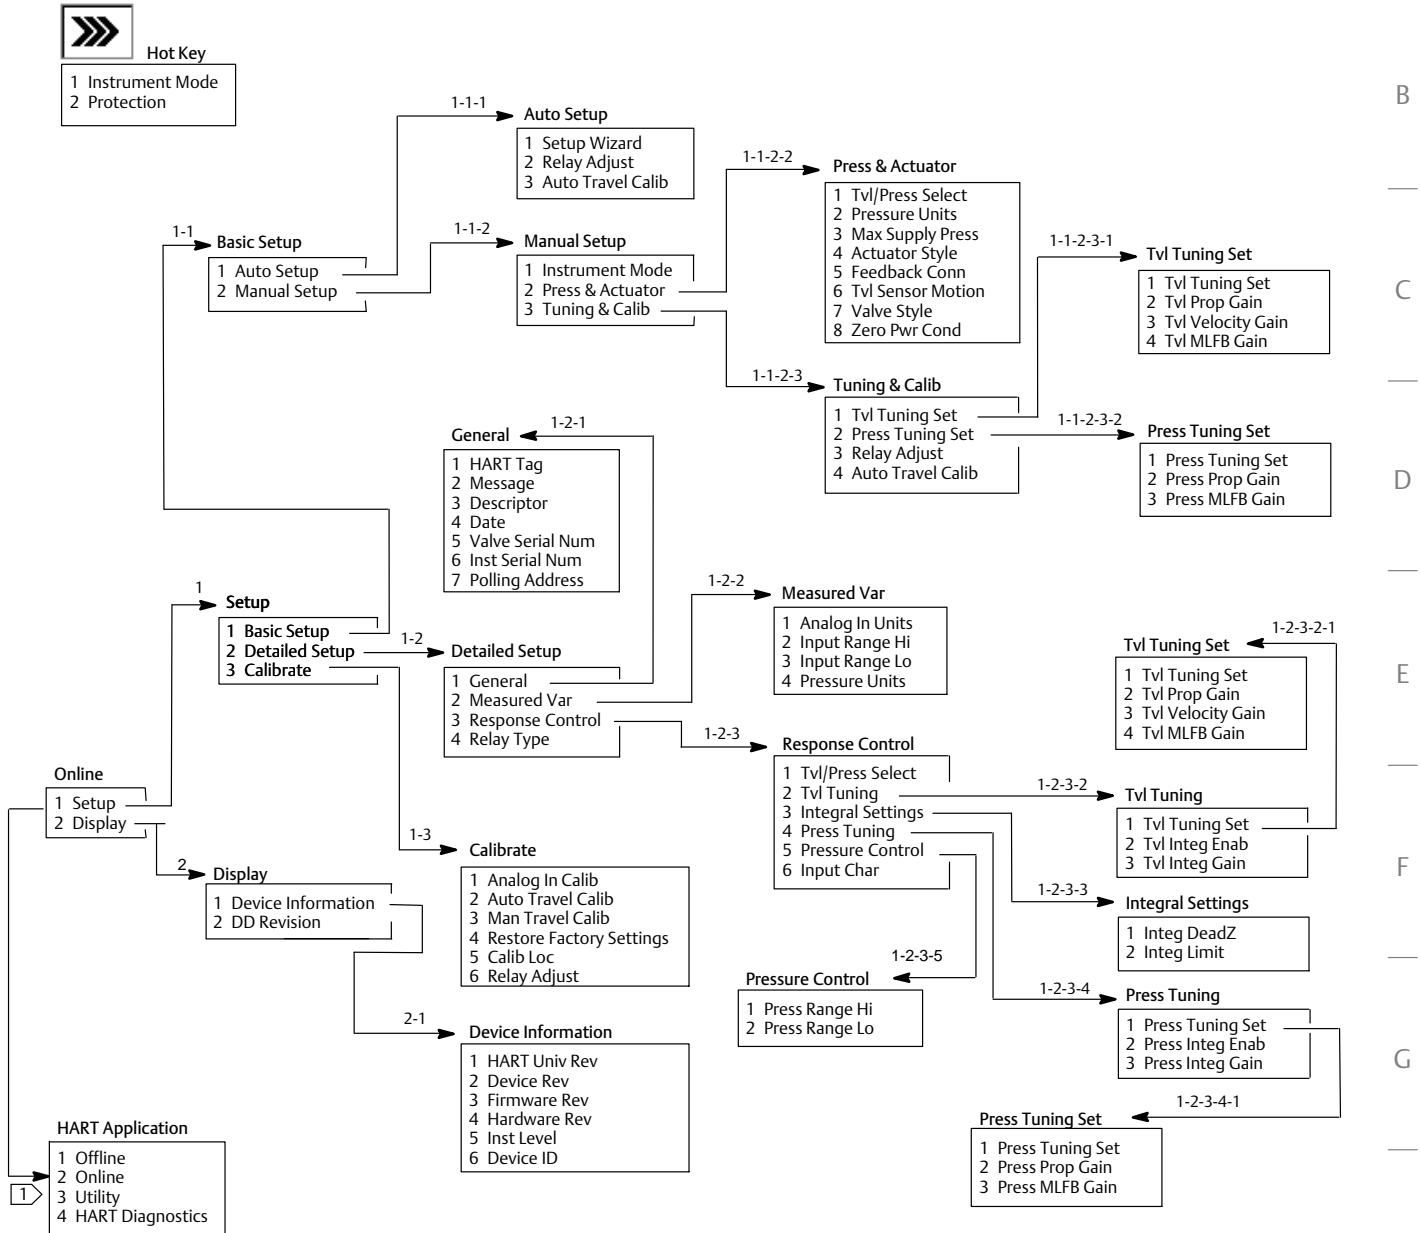 Hot Key
1 Instrument Mode
2 Protection
B
1-1-1
Auto Setup
1 Setup Wizard
2 Relay Adjust
3 Auto Travel Calib
1-1-2-2
Press & Actuator
1 Tvl/Press Select
2 Pressure Units
3 Max Supply Press
4 Actuator Style
5 Feedback Conn
6 Tvl Sensor Motion
7 Valve Style
8 Zero Pwr Cond
1-1
Basic Setup
1 Auto Setup
2 Manual Setup
1-1-2
Manual Setup
1 Instrument Mode
2 Press & Actuator
3 Tuning & Calib
1-1-2-3-1
Tvl Tuning Set
1 Tvl Tuning Set
2 Tvl Prop Gain
3 Tvl Velocity Gain
4 Tvl MLFB Gain
C
1-1-2-3
Tuning & Calib
1 Tvl Tuning Set
2 Press Tuning Set
3 Relay Adjust
4 Auto Travel Calib
1-1-2-3-2
Press Tuning Set
1 Press Tuning Set
2 Press Prop Gain
3 Press MLFB Gain
D
1-2-1
General
1 HART Tag
2 Message
3 Descriptor
4 Date
5 Valve Serial Num
6 Inst Serial Num
7 Polling Address
1
Setup
1 Basic Setup
2 Detailed Setup
3 Calibrate
1-2
Detailed Setup
1 General
2 Measured Var
3 Response Control
4 Relay Type
1-2-2
Measured Var
1 Analog In Units
2 Input Range Hi
3 Input Range Lo
4 Pressure Units
1-2-3-2-1
Tvl Tuning Set
1 Tvl Tuning Set
2 Tvl Prop Gain
3 Tvl Velocity Gain
4 Tvl MLFB Gain
E
1-2-3
Response Control
1 Tvl/Press Select
2 Tvl Tuning
3 Integral Settings
4 Press Tuning
5 Pressure Control
6 Input Char
1-2-3-2
Tvl Tuning
1 Tvl Tuning Set
2 Tvl Integ Enab
3 Tvl Integ Gain
F
Online
1 Setup
2 Display
2
Display
1 Device Information
2 DD Revision
1-3
Calibrate
1 Analog In Calib
2 Auto Travel Calib
3 Man Travel Calib
4 Restore Factory Settings
5 Calib Loc
6 Relay Adjust
1-2-3-3
Integral Settings
1 Integ DeadZ
2 Integ Limit
1-2-3-5
Pressure Control
1 Press Range Hi
2 Press Range Lo
1-2-3-4
Press Tuning
1 Press Tuning Set
2 Press Integ Enab
3 Press Integ Gain
G
2-1
Device Information
1 HART Univ Rev
2 Device Rev
3 Firmware Rev
4 Hardware Rev
5 Inst Level
6 Device ID
1-2-3-4-1
Press Tuning Set
1 Press Tuning Set
2 Press Prop Gain
3 Press MLFB Gain
HART Application
1 Offline
2 Online
3 Utility
4 HART Diagnostics
1